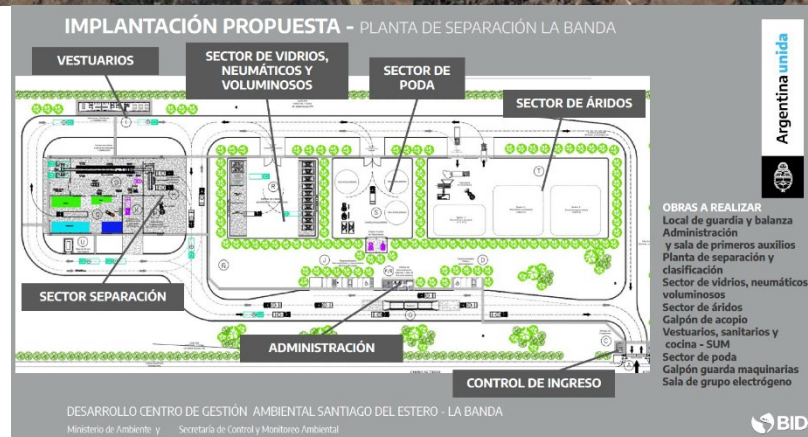 IMPLANTACIÓN PROPUESTA - PLANTA DE SEPARACIÓN LA BANDA
VESTUARIOS
SECTOR DE VIDRIOS,
NEUMÁTICOS Y
VOLUMINOSOS
SECTOR DE
PODA
SECTOR DE ÁRIDOS
SECTOR SEPARACIÓN
ADMINISTRACIÓN
CONTROL DE INGRESO
Argentina unida
OBRAS A REALIZAR
Local de guardia y balanza
Administración
y sala de primeros auxilios
Planta de separación y
clasificación
Sector de vidrios, neumáticos
voluminosos
Sector de áridos
Galpón de acopio
Vestuarios, sanitarios y
cocina - SUM
Sector de poda
Galpón guarda maquinarias
Sala de grupo electrógeno
DESARROLLO CENTRO DE GESTIÓN AMBIENTAL SANTIAGO DEL ESTERO - LA BANDA
Ministerio de Ambiente y Secretaría de Control y Monitoreo Ambiental
BID